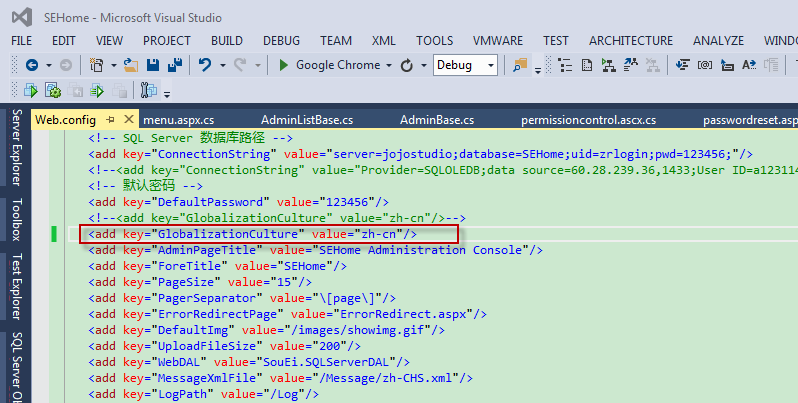 SEHome - Microsoft Visual Studio
FILE EDIT VIEW PROJECT BUILD DEBUG TEAM XML TOOLS VMWARE TEST ARCHITECTURE ANALYZE
Google Chrome Debug
Web.config menu.aspx.cs AdminListBase.cs AdminBase.cs permissioncontrol.ascx.cs
Server Explorer
Toolbox
Test Explorer
SQL Server
<!-- SQL Server 数据库路径 -->
<add key="ConnectionString" value="server=jojostudio;database=SEHome;uid=zrlogin;pwd=123456;"/>
<!--<add key="ConnectionString" value="Provider=SQLOLEDB;data source=60.28.239.36,1433;User ID=a123114
<!-- 默认密码 -->
<add key="DefaultPassword" value="123456"/>
<!--<add key="GlobalizationCulture" value="zh-cn"/>-->
<add key="GlobalizationCulture" value="zh-cn"/>
<add key="AdminPageTitle" value="SEHome Administration Console"/>
<add key="ForeTitle" value="SEHome"/>
<add key="PageSize" value="15"/>
<add key="PagerSeparator" value="\[page\]"/>
<add key="ErrorRedirectPage" value="ErrorRedirect.aspx"/>
<add key="DefaultImg" value="/images/showimg.gif"/>
<add key="UploadFileSize" value="200"/>
<add key="WebDAL" value="SouEi.SQLServerDAL"/>
<add key="MessageXmlFile" value="/Message/zh-CHS.xml"/>
<add key="LogPath" value="/Log"/>